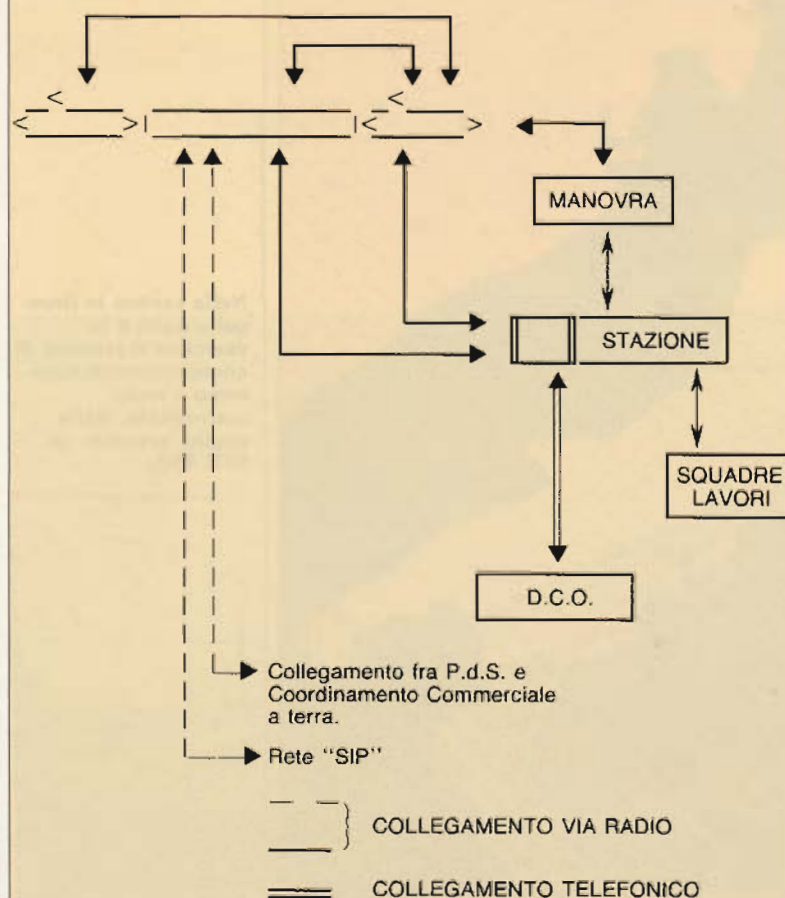 MANOVRA
STAZIONE
SQUADRE
LAVORI
D.C.O.
Collegamento fra P.d.S. e
Coordinamento Commerciale
a terra.
Rete "SIP"
COLLEGAMENTO VIA RADIO
COLLEGAMENTO TELEFONICO